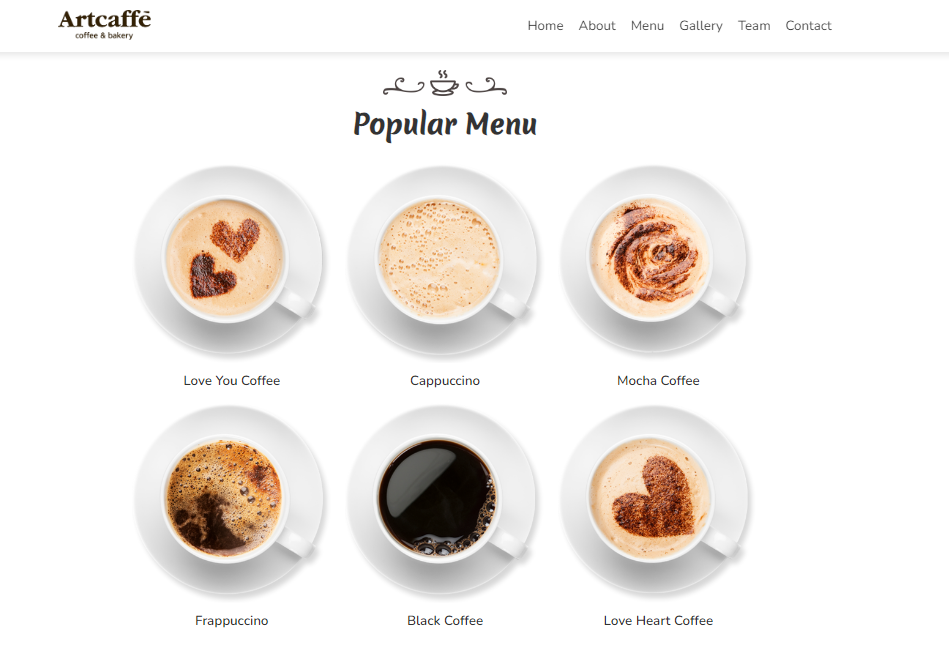 Artcaffē
coffee & bakery
Home About Menu Gallery Team Contact
Popular Menu
Love You Coffee Cappuccino Mocha Coffee
Frappuccino Black Coffee Love Heart Coffee